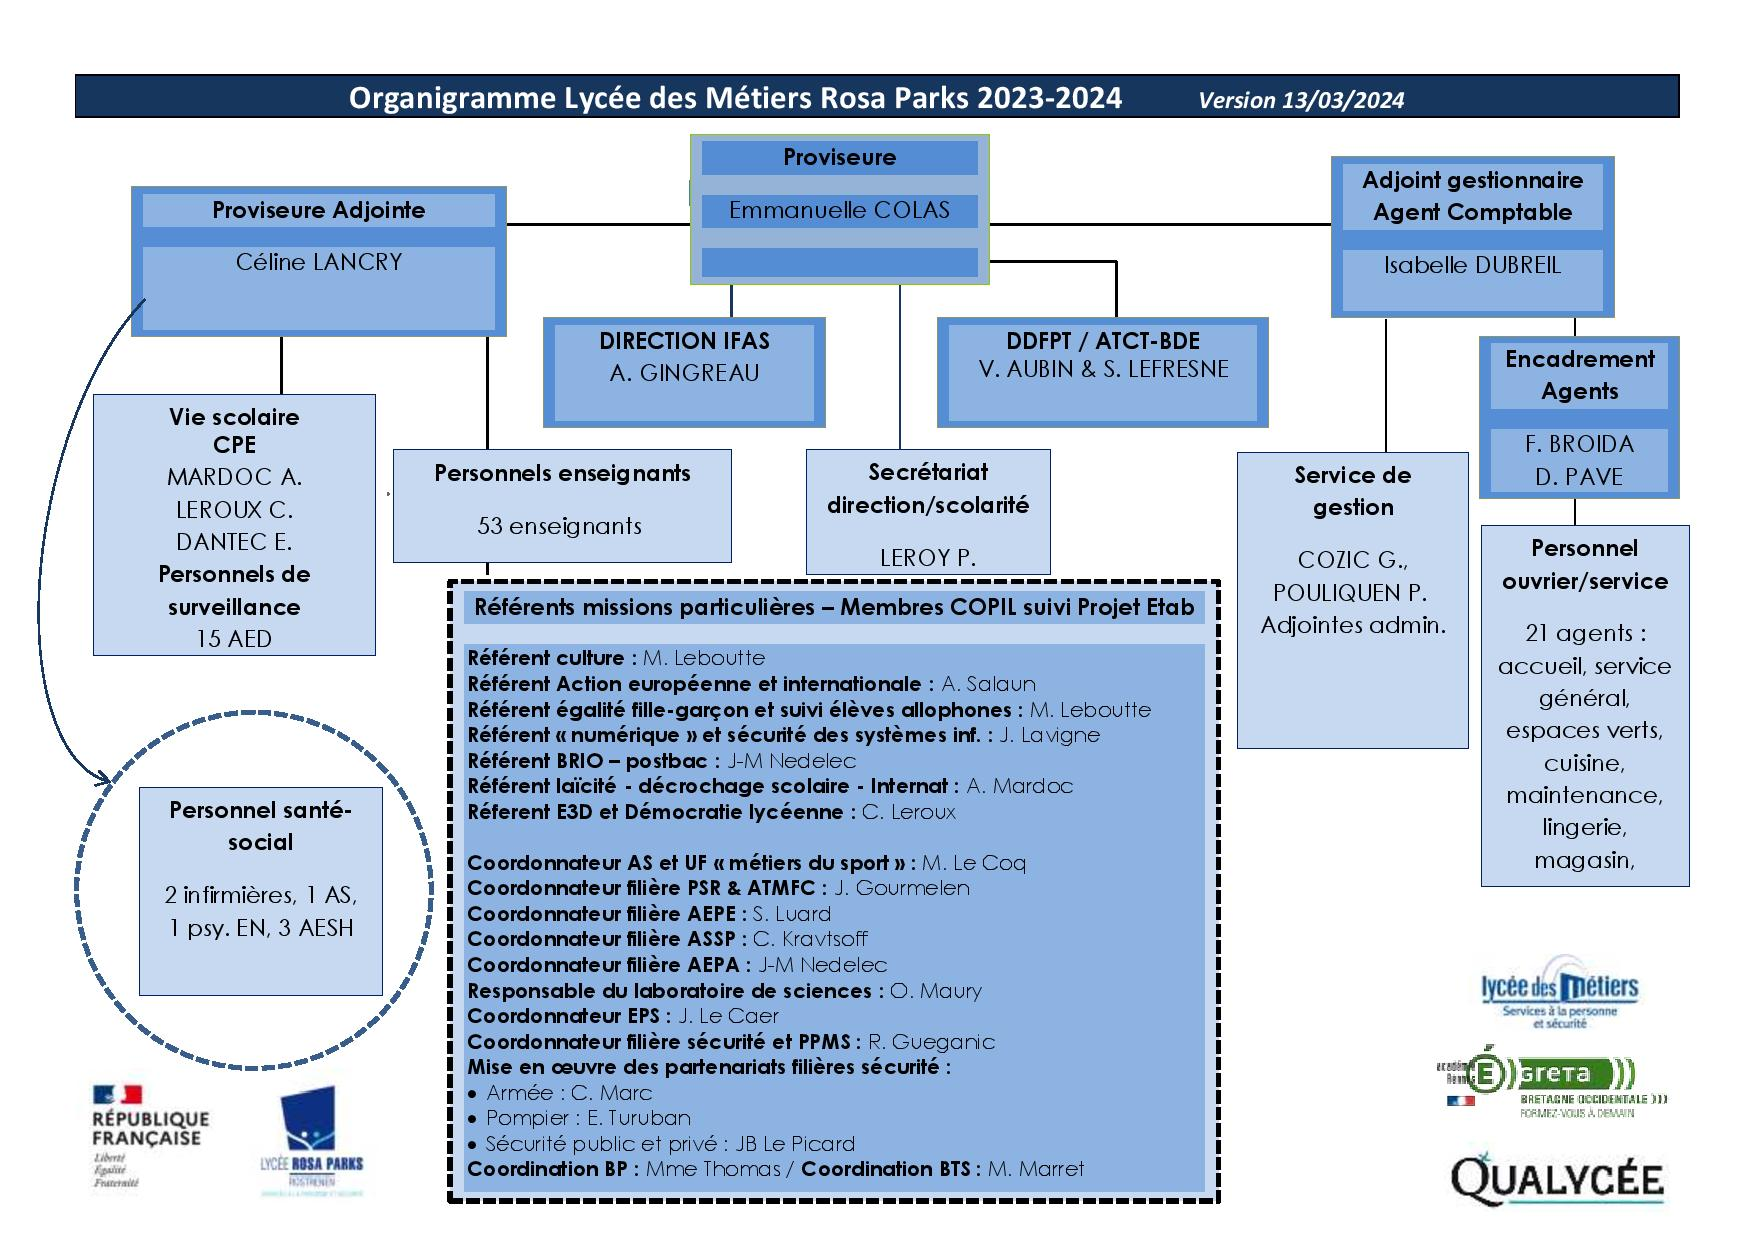 Organigramme Lycée des Métiers Rosa Parks 2023-2024 Version 13/03/2024
Proviseure
Emmanuelle COLAS
Proviseure Adjointe
Céline LANCRY
Adjoint gestionnaire
Agent Comptable
Isabelle DUBREIL
DIRECTION IFAS
A. GINGREAU
DDFPT / ATCT-BDE
V. AUBIN & S. LEFRESNE
Encadrement
Agents
F. BROIDA
D. PAVE
Vie scolaire
CPE
MARDOC A.
LEROUX C.
DANTEC E.
Personnels de
surveillance
15 AED
Personnels enseignants
53 enseignants
Secrétariat
direction/scolarité
LEROY P.
Service de
gestion
COZIC G.,
POULIQUEN P.
Adjointes admin.
Personnel
ouvrier/service
21 agents :
accueil, service
général,
espaces verts,
cuisine,
maintenance,
lingerie,
magasin,
Personnel santé-
social
2 infirmières, 1 AS,
1 psy. EN, 3 AESH
Référents missions particulières – Membres COPIL suivi Projet Etab
Référent culture : M. Leboutte
Référent Action européenne et internationale : A. Salaun
Référent égalité fille-garçon et suivi élèves allophones : M. Leboutte
Référent « numérique » et sécurité des systèmes inf. : J. Lavigne
Référent BRIO – postbac : J-M Nedelec
Référent laïcité - décrochage scolaire - Internat : A. Mardoc
Réferent E3D et Démocratie lycéenne : C. Leroux
Coordonnateur AS et UF « métiers du sport » : M. Le Coq
Coordonnateur filière PSR & ATMFC : J. Gourmelen
Coordonnateur filière AEPE : S. Luard
Coordonnateur filière ASSP : C. Kravtsoff
Coordonnateur filière AEPA : J-M Nedelec
Responsable du laboratoire de sciences : O. Maury
Coordonnateur EPS : J. Le Caer
Coordonnateur filière sécurité et PPMS : R. Gueganic
Mise en œuvre des partenariats filières sécurité :
• Armée : C. Marc
• Pompier : E. Turuban
• Sécurité public et privé : JB Le Picard
Coordination BP : Mme Thomas / Coordination BTS : M. Marret
RÉPUBLIQUE
FRANÇAISE
Liberté
Égalité
Fraternité
LYCÉE ROSA PARKS
ROSTRENEN
lycée des métiers
Services à la personne
et sécurité
académie
Rennes
É greta
BRETAGNE OCCIDENTALE )))
FORMEZ-VOUS À DEMAIN
QUALYCÉE